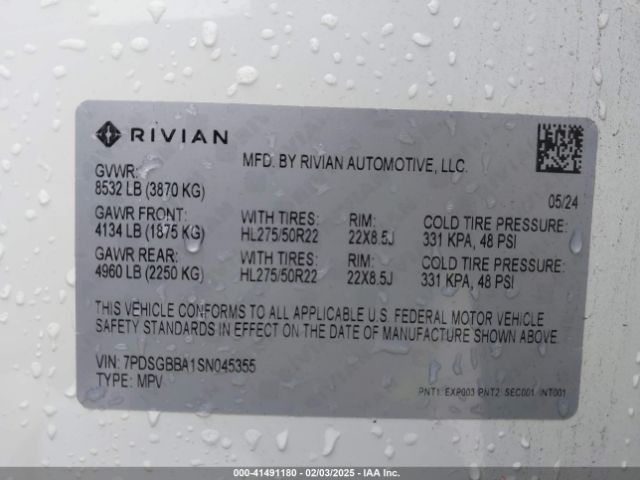 RIVIAN
MFD. BY RIVIAN AUTOMOTIVE, LLC.
GVWR:
8532 LB (3870 KG)
05/24
GAWR FRONT: WITH TIRES: RIM: COLD TIRE PRESSURE:
4134 LB (1875 KG) HL275/50R22 22X8.5J 331 KPA, 48 PSI
GAWR REAR: WITH TIRES: RIM: COLD TIRE PRESSURE:
4960 LB (2250 KG) HL275/50R22 22X8.5J 331 KPA, 48 PSI
THIS VEHICLE CONFORMS TO ALL APPLICABLE U.S. FEDERAL MOTOR VEHICLE
SAFETY STANDARDS IN EFFECT ON THE DATE OF MANUFACTURE SHOWN ABOVE.
VIN: 7PDSGBBA1SN045355
TYPE: MPV
PNT1: EXP003 PNT2: SEC001 INT001
000-41491180 - 02/03/2025 - IAA Inc.